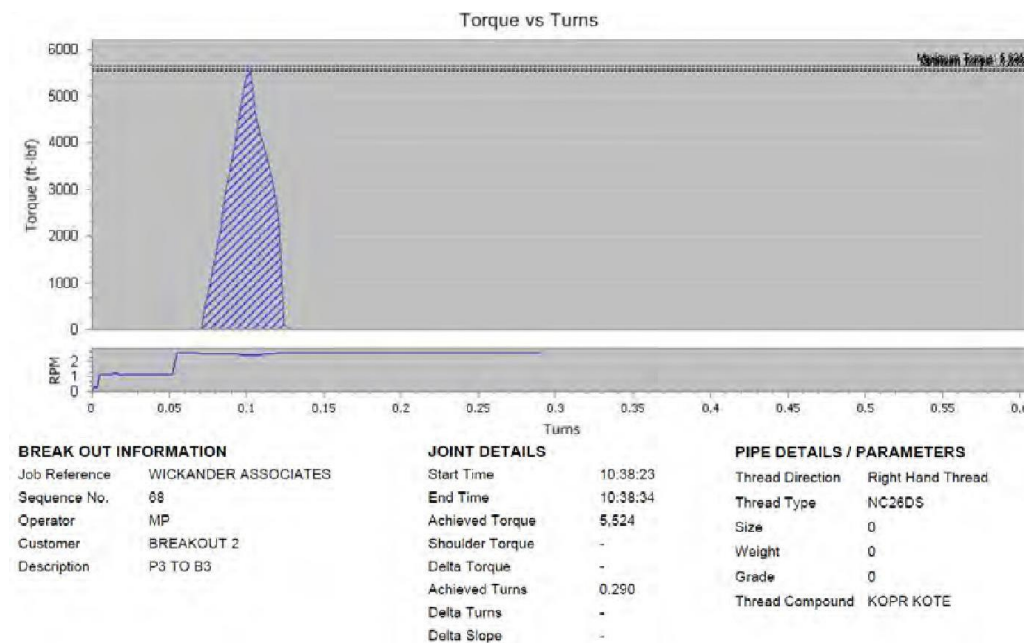 Torque vs Turns
6000
5000
4000
3000
2000
1000
0
Torque (ft-lbf)
Torque:
2
1
0
RPM
0 0.05 0.1 0.15 0.2 0.25 0.3 0.35 0.4 0.45 0.5 0.55
Turns
BREAK OUT INFORMATION
Job Reference WICKANDER ASSOCIATES
Sequence No. 68
Operator MP
Customer BREAKOUT 2
Description P3 TO B3
JOINT DETAILS
Start Time 10:38:23
End Time 10:38:34
Achieved Torque 5,524
Shoulder Torque -
Delta Torque -
Achieved Turns 0.290
Delta Turns -
Delta Slope -
PIPE DETAILS / PARAMETERS
Thread Direction Right Hand Thread
Thread Type NC26DS
Size 0
Weight 0
Grade 0
Thread Compound KOPR KOTE